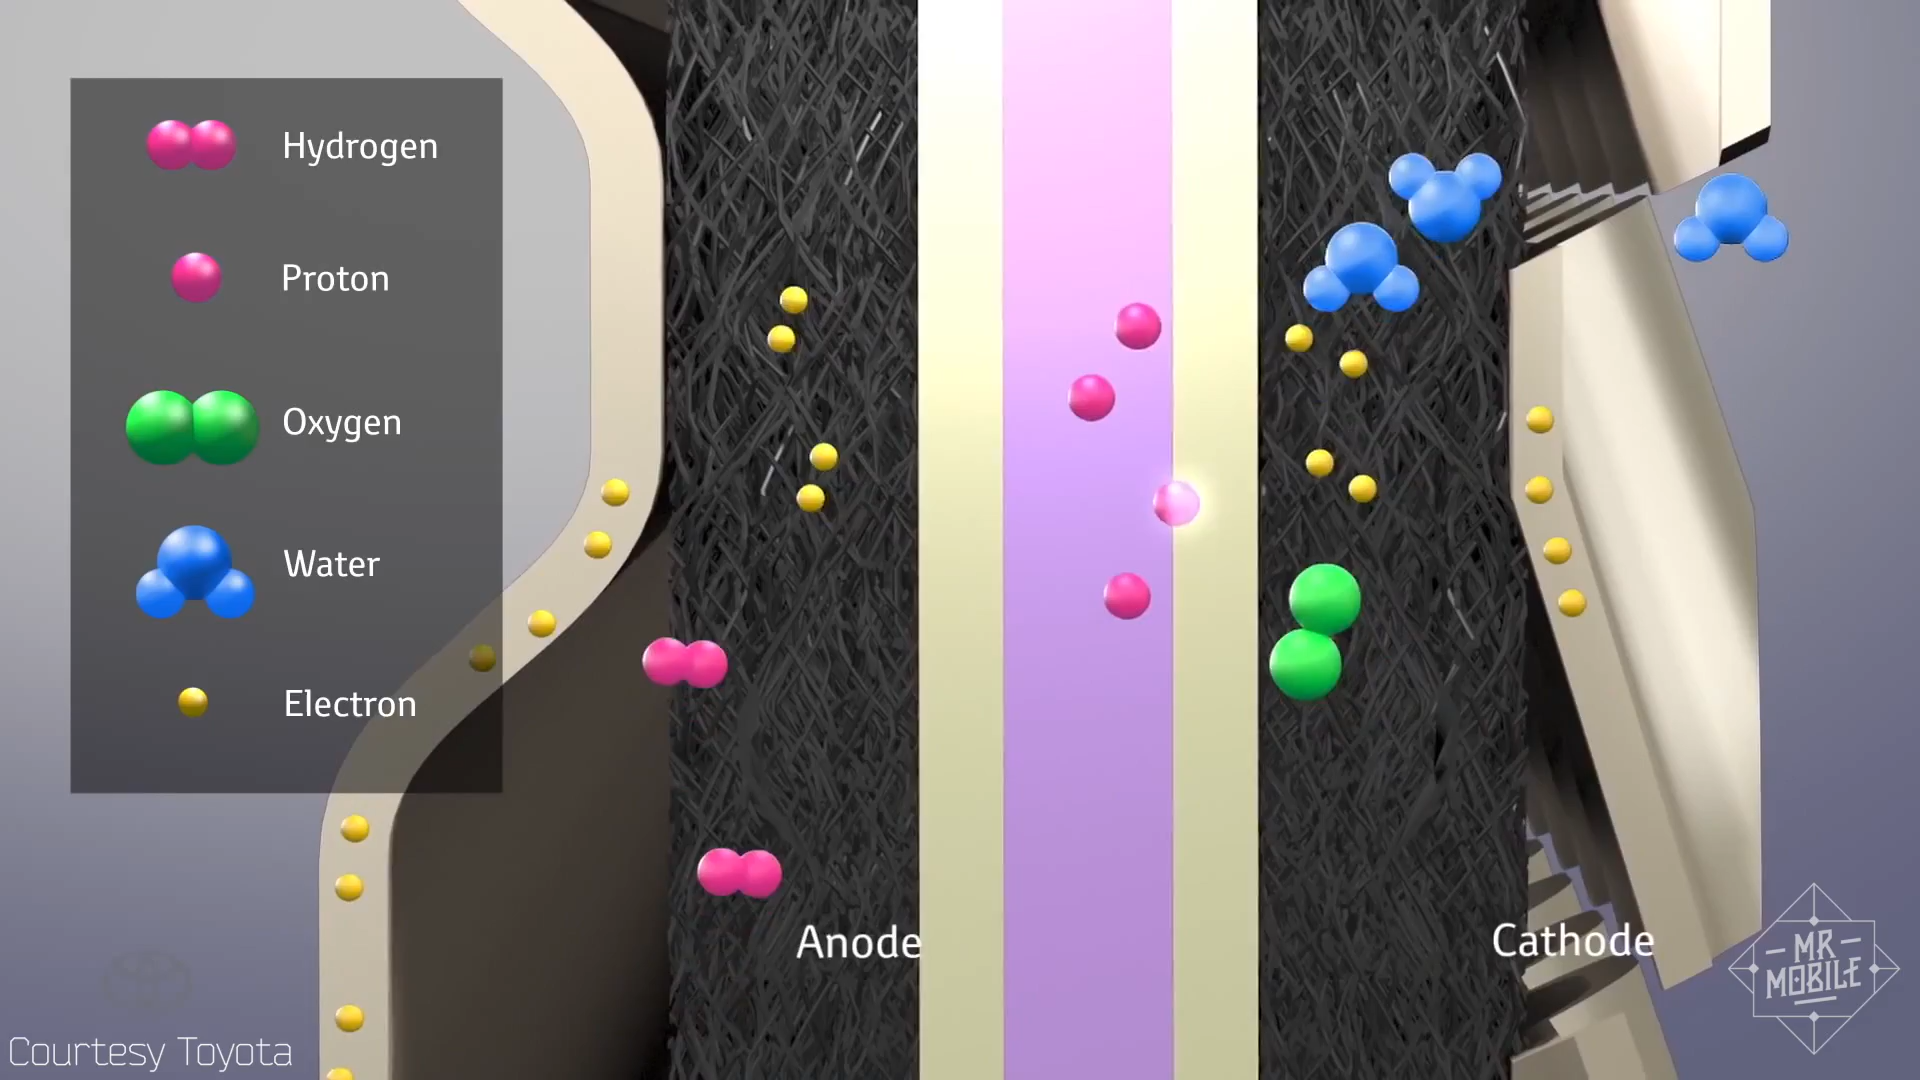 Hydrogen
Proton
Oxygen
Water
Electron
Anode
Cathode
MR
MOBILE
Courtesy Toyota